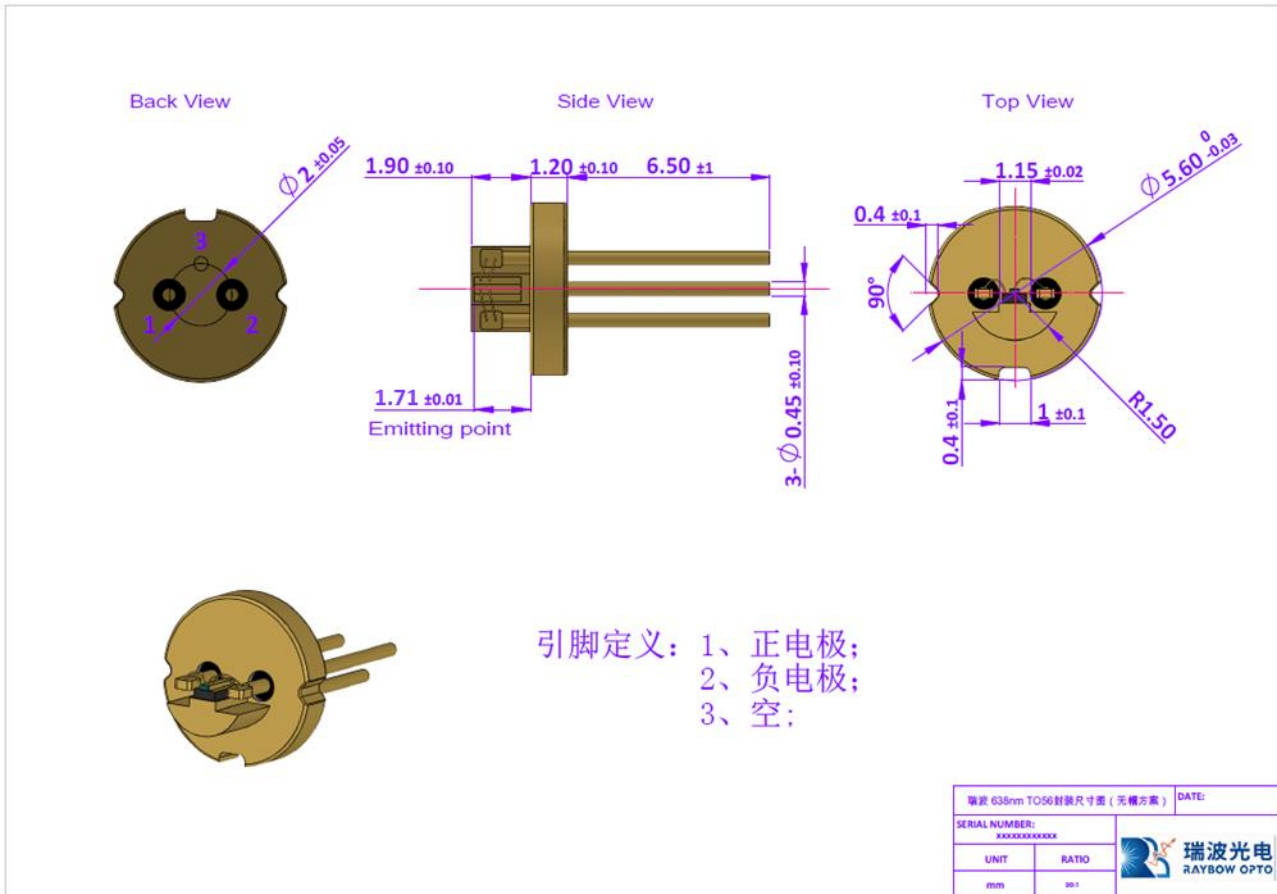 Back View
Side View
Top View
∅2 ±0.05
3
1
2
1.90 ±0.10
1.20 ±0.10
6.50 ±1
1.71 ±0.01
Emitting point
3-∅0.45 ±0.10
1.15 ±0.02
∅5.60 0 -0.03
0.4 ±0.1
90°
0.4 ±0.1
1 ±0.1
R1.50
引脚定义：1、正电极；
2、负电极；
3、空；
瑞波 638nm TO56封装尺寸图（无帽方案）
DATE:
SERIAL NUMBER:
XXXXXXXXXXXX
UNIT
RATIO
mm
瑞波光电
RAYBOW OPTO